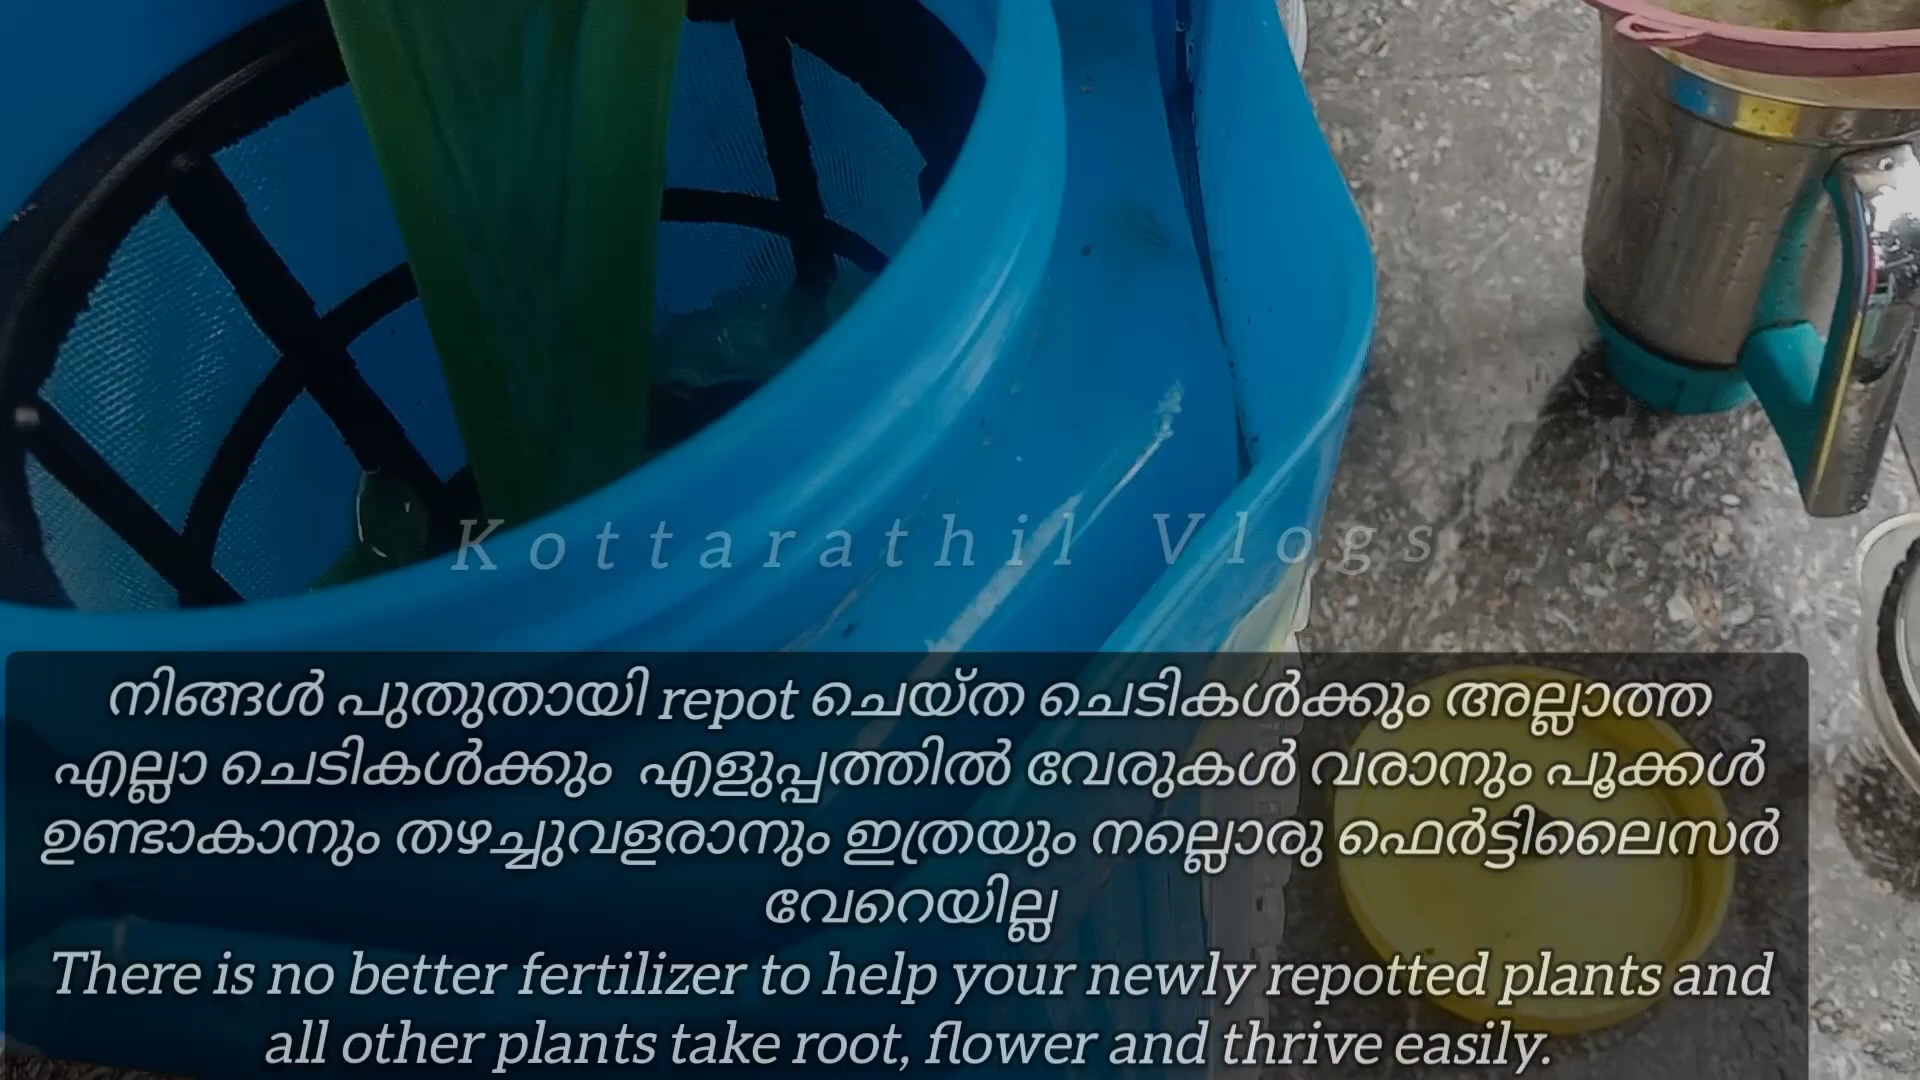 Kottarathil Vlogs
നിങ്ങൾ പുതുതായി repot ചെയ്ത ചെടികൾക്കും അല്ലാത്ത
എല്ലാ ചെടികൾക്കും എളുപ്പത്തിൽ വേരുകൾ വരാനും പൂക്കൾ
ഉണ്ടാകാനും തഴച്ചുവളരാനും ഇത്രയും നല്ലൊരു ഫെർട്ടിലൈസർ
വേറെയില്ല
There is no better fertilizer to help your newly repotted plants and
all other plants take root, flower and thrive easily.